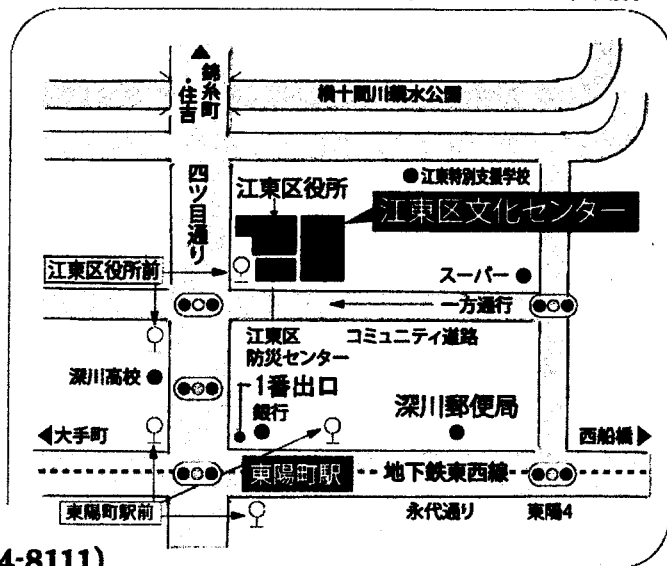 錦糸町
・住吉
横十間川親水公園
四ツ目通り
江東区役所
●江東特別支援学校
江東区文化センター
江東区役所前
スーパー●
一方通行
江東区
防災センター
コミュニティ道路
深川高校●
1番出口
銀行
深川郵便局
大手町
西船橋
東陽町駅
地下鉄東西線
東陽町駅前
永代通り
東陽4
4-8111)